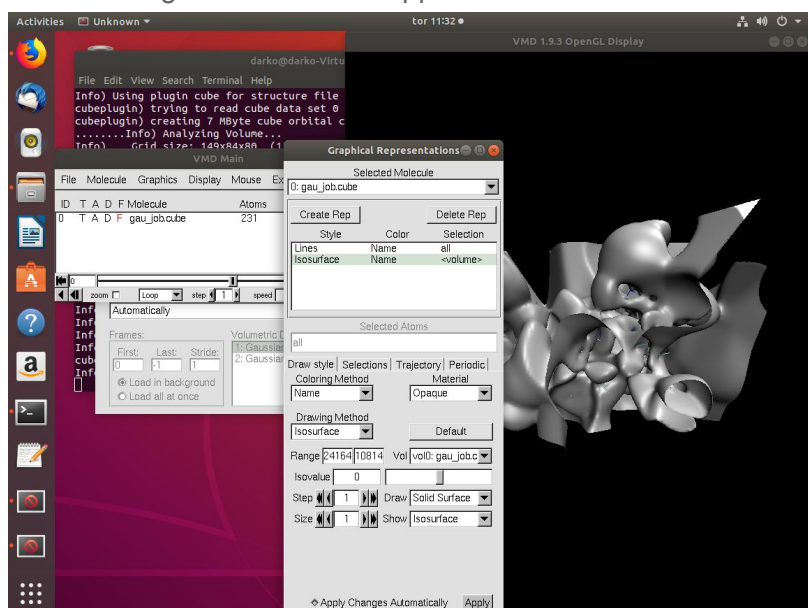 Activities Unknown tor 11:32
VMD 1.9.3 OpenGL Display
darko@darko-Virtu
File Edit View Search Terminal Help
Info) Using plugin cube for structure file
cubeplugin) trying to read cube data set 0
cubeplugin) creating 7 MByte cube orbital c
........Info) Analyzing Volume...
Info) Grid size: 149x84x80 (1
VMD Main
File Molecule Graphics Display Mouse Ex
ID T A D F Molecule Atoms
0 T A D F gau_job.cube 231
0
zoom Loop step 1 speed
Info
Info
Info
Info
cub
Info
Automatically
Frames: Volumetric D
First: Last: Stride:
0 -1 1
1: Gaussian
2: Gaussian
Load in background
Load all at once
Graphical Representations
Selected Molecule
0: gau_job.cube
Create Rep Delete Rep
Style Color Selection
Lines Name all
Isosurface Name <volume>
Selected Atoms
all
Draw style Selections Trajectory Periodic
Coloring Method Material
Name Opaque
Drawing Method
Isosurface Default
Range 24164 10814 Vol vol0: gau_job.c
Isovalue 0
Step 1 Draw Solid Surface
Size 1 Show Isosurface
Apply Changes Automatically Apply